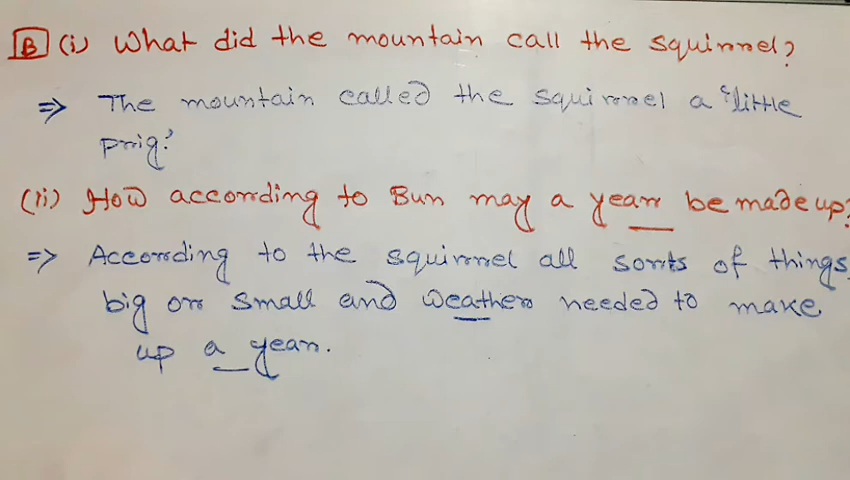 B (i) What did the mountain call the squirrel?
⇒ The mountain called the squirrel a 'little
prig'.
(ii) How according to Bun may a year be made up?
⇒ According to the squirrel all sorts of things,
big or small and weather needed to make
up a year.